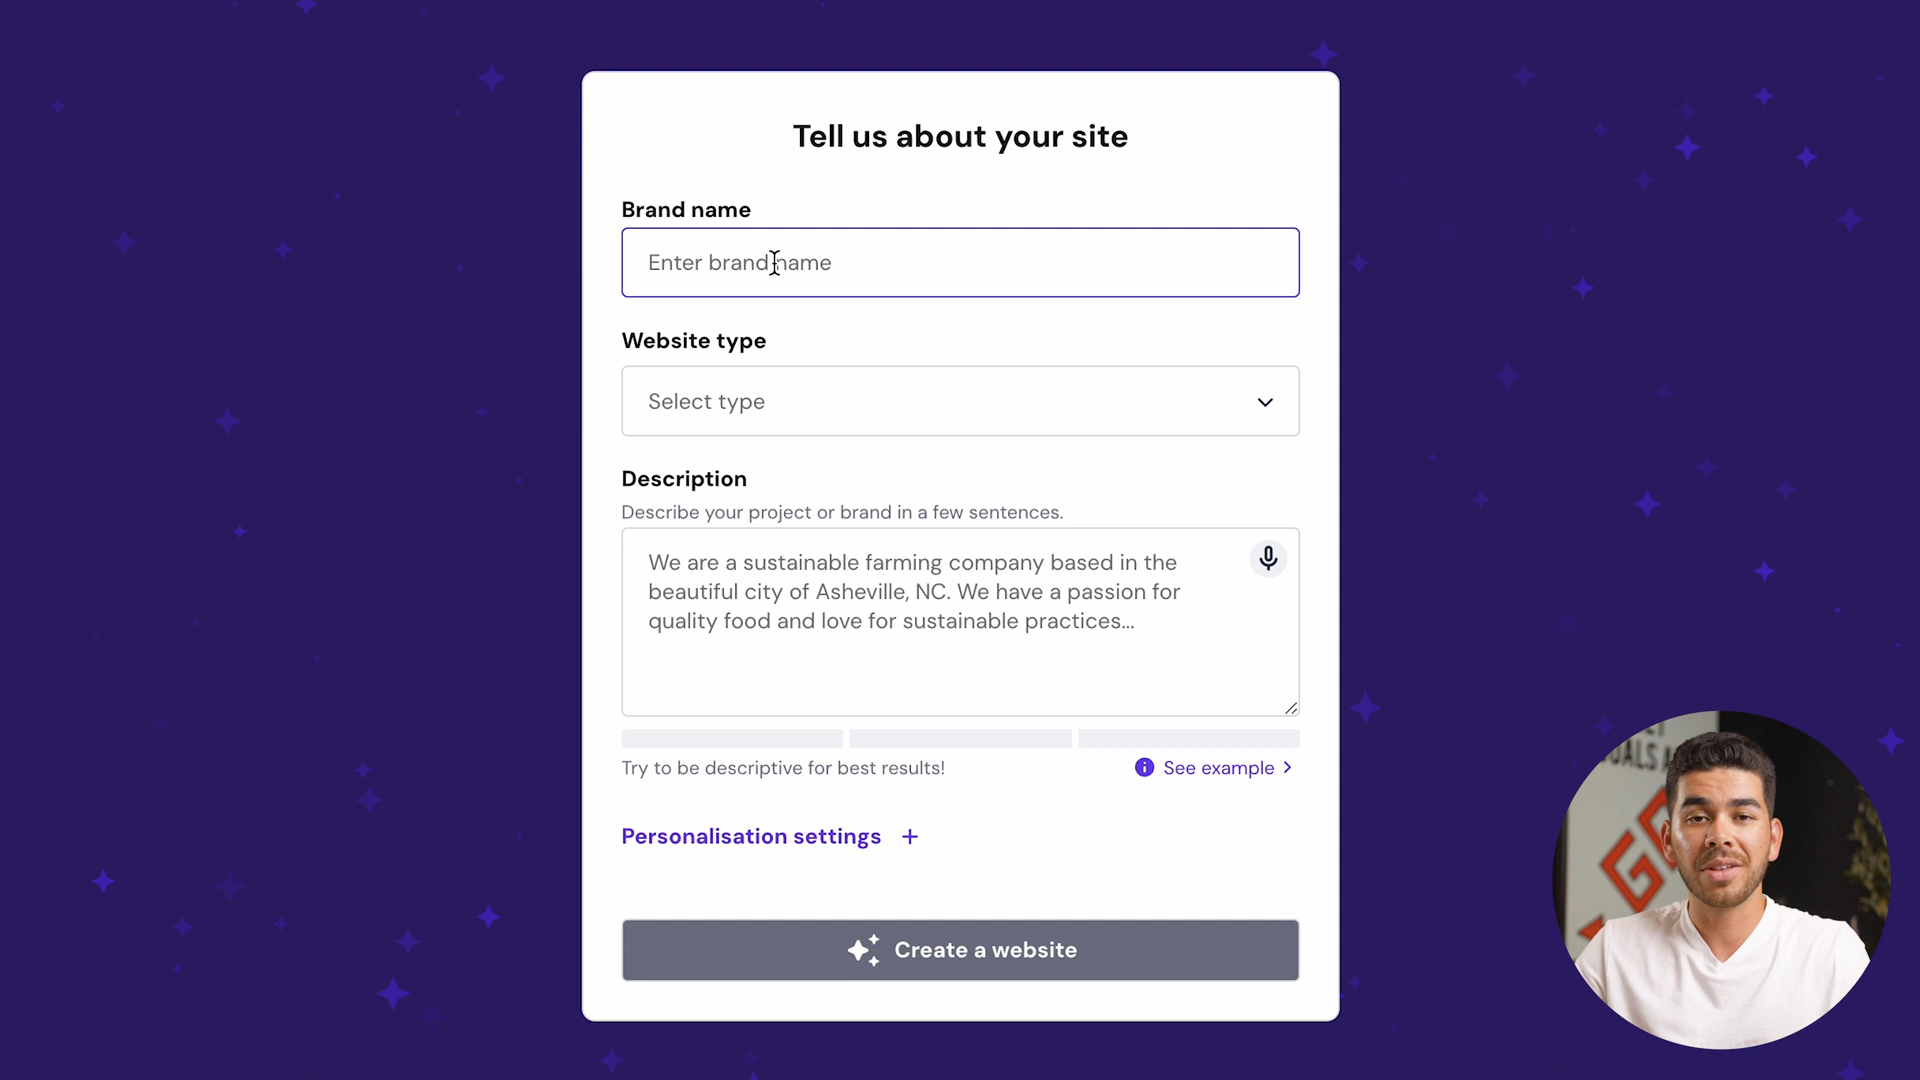 Tell us about your site
Brand name
Enter brand name
Website type
Select type
Description
Describe your project or brand in a few sentences.
We are a sustainable farming company based in the
beautiful city of Asheville, NC. We have a passion for
quality food and love for sustainable practices...
Try to be descriptive for best results!
See example
Personalisation settings +
Create a website